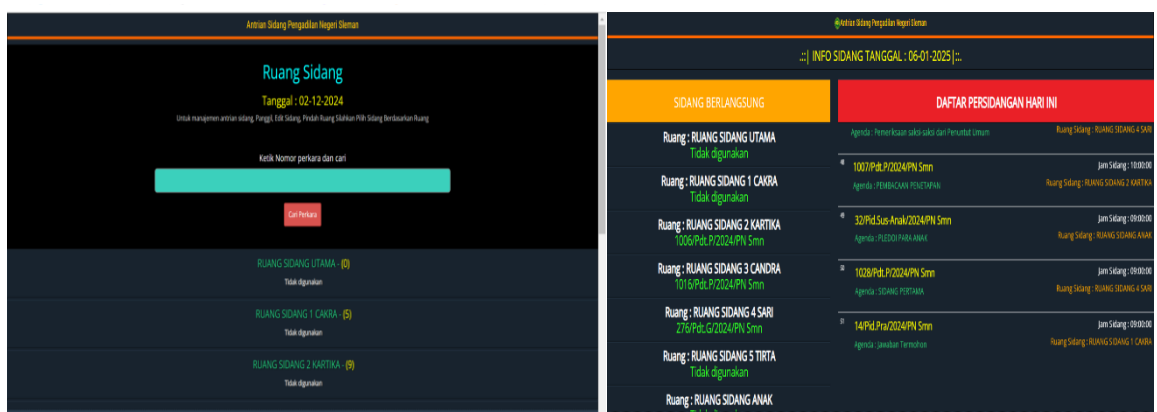 Antrian Sidang Pengadilan Negeri Sleman
Ruang Sidang
Tanggal : 02-12-2024
Untuk manajemen antrian sidang, Panggil, Edit Sidang, Pindah Ruang Silahkan Pilih Sidang Berdasarkan Ruang
Ketik Nomor perkara dan cari
Cari Perkara
RUANG SIDANG UTAMA - (0)
Tidak digunakan
RUANG SIDANG 1 CAKRA - (5)
Tidak digunakan
RUANG SIDANG 2 KARTIKA - (9)
Tidak digunakan
Antrian Sidang Pengadilan Negeri Sleman
.::| INFO SIDANG TANGGAL : 06-01-2025 |::.
SIDANG BERLANGSUNG
Ruang : RUANG SIDANG UTAMA
Tidak digunakan
Ruang : RUANG SIDANG 1 CAKRA
Tidak digunakan
Ruang : RUANG SIDANG 2 KARTIKA
1006/Pdt.P/2024/PN Smn
Ruang : RUANG SIDANG 3 CANDRA
1016/Pdt.P/2024/PN Smn
Ruang : RUANG SIDANG 4 SARI
276/Pdt.G/2024/PN Smn
Ruang : RUANG SIDANG 5 TIRTA
Tidak digunakan
Ruang : RUANG SIDANG ANAK
DAFTAR PERSIDANGAN HARI INI
Agenda : Pemeriksaan saksi-saksi dari Penuntut Umum Ruang Sidang : RUANG SIDANG 4 SARI
1007/Pdt.P/2024/PN Smn Jam Sidang : 10:00:00
Agenda : PEMBACAAN PENETAPAN Ruang Sidang : RUANG SIDANG 2 KARTIKA
32/Pid.Sus-Anak/2024/PN Smn Jam Sidang : 09:00:00
Agenda : PLEDOI PARA ANAK Ruang Sidang : RUANG SIDANG ANAK
1028/Pdt.P/2024/PN Smn Jam Sidang : 09:00:00
Agenda : SIDANG PERTAMA Ruang Sidang : RUANG SIDANG 4 SARI
14/Pid.Pra/2024/PN Smn Jam Sidang : 09:00:00
Agenda : Jawaban Termohon Ruang Sidang : RUANG SIDANG 1 CAKRA